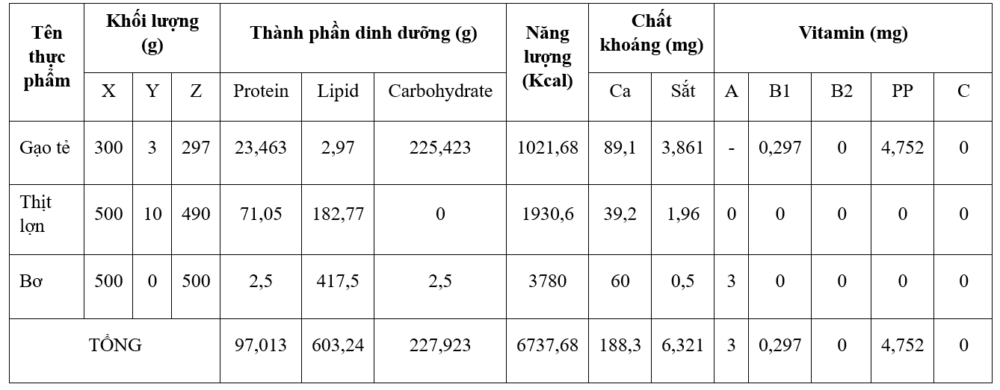 Tên thực phẩm | Khối lượng (g) | Thành phần dinh dưỡng (g) | Năng lượng (Kcal) | Chất khoáng (mg) | Vitamin (mg)
X | Y | Z | Protein | Lipid | Carbohydrate | Ca | Sắt | A | B1 | B2 | PP | C
Gạo tẻ | 300 | 3 | 297 | 23,463 | 2,97 | 225,423 | 1021,68 | 89,1 | 3,861 | - | 0,297 | 0 | 4,752 | 0
Thịt lợn | 500 | 10 | 490 | 71,05 | 182,77 | 0 | 1930,6 | 39,2 | 1,96 | 0 | 0 | 0 | 0 | 0
Bơ | 500 | 0 | 500 | 2,5 | 417,5 | 2,5 | 3780 | 60 | 0,5 | 3 | 0 | 0 | 0 | 0
TỔNG | 97,013 | 603,24 | 227,923 | 6737,68 | 188,3 | 6,321 | 3 | 0,297 | 0 | 4,752 | 0